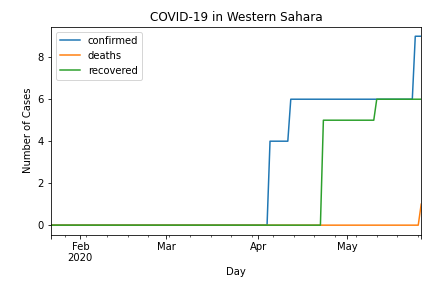 COVID-19 in Western Sahara
confirmed
deaths
recovered
Number of Cases
8
6
4
2
0
Feb
2020
Mar
Apr
May
Day